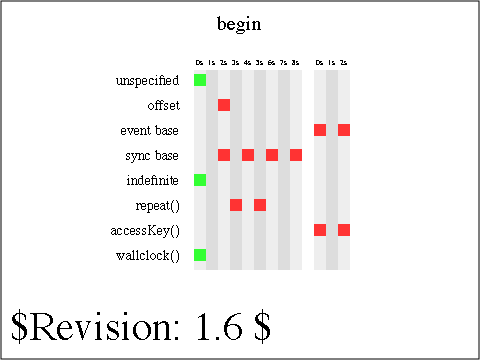 begin
0s 1s 2s 3s 4s 5s 6s 7s 8s 0s 1s 2s
unspecified
offset
event base
sync base
indefinite
repeat()
accessKey()
wallclock()
$Revision: 1.6 $